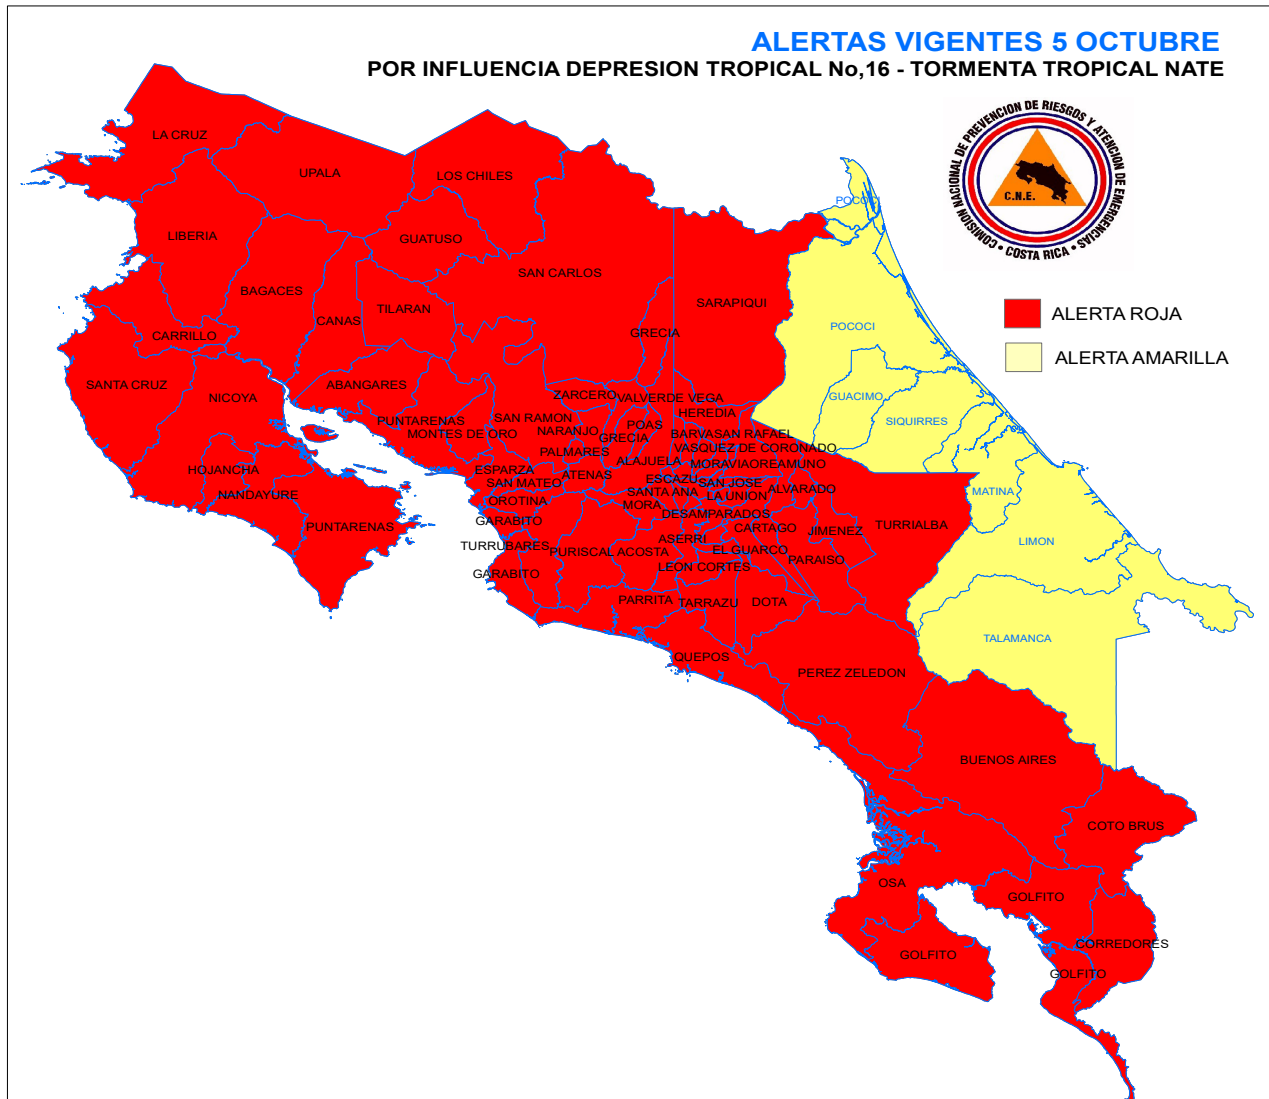 ALERTAS VIGENTES 5 OCTUBRE
POR INFLUENCIA DEPRESION TROPICAL No,16 - TORMENTA TROPICAL NATE
COMISION NACIONAL DE PREVENCION DE RIESGOS Y ATENCION DE EMERGENCIAS
• COSTA RICA •
C.N.E.
ALERTA ROJA
ALERTA AMARILLA
LA CRUZ
UPALA
LOS CHILES
POCOCI
LIBERIA
GUATUSO
SAN CARLOS
BAGACES
SARAPIQUI
TILARAN
CANAS
POCOCI
CARRILLO
GRECIA
SANTA CRUZ
ABANGARES
NICOYA
ZARCERO
VALVERDE VEGA
GUACIMO
HEREDIA
PUNTARENAS
SAN RAMON
POAS
SIQUIRRES
MONTES DE ORO
NARANJO
GRECIA
BARVA
SAN RAFAEL
PALMARES
VASQUEZ DE CORONADO
ALAJUELA
MORAVIA
OREAMUNO
HOJANCHA
ESPARZA
ATENAS
ESCAZU
SAN JOSE
SAN MATEO
SANTA ANA
LA UNION
ALVARADO
MATINA
NANDAYURE
OROTINA
MORA
DESAMPARADOS
PUNTARENAS
GARABITO
CARTAGO
JIMENEZ
TURRIALBA
ASERRI
LIMON
TURRUBARES
PURISCAL
ACOSTA
EL GUARCO
PARAISO
GARABITO
LEON CORTES
PARRITA
TARRAZU
DOTA
TALAMANCA
QUEPOS
PEREZ ZELEDON
BUENOS AIRES
COTO BRUS
OSA
GOLFITO
CORREDORES
GOLFITO
GOLFITO